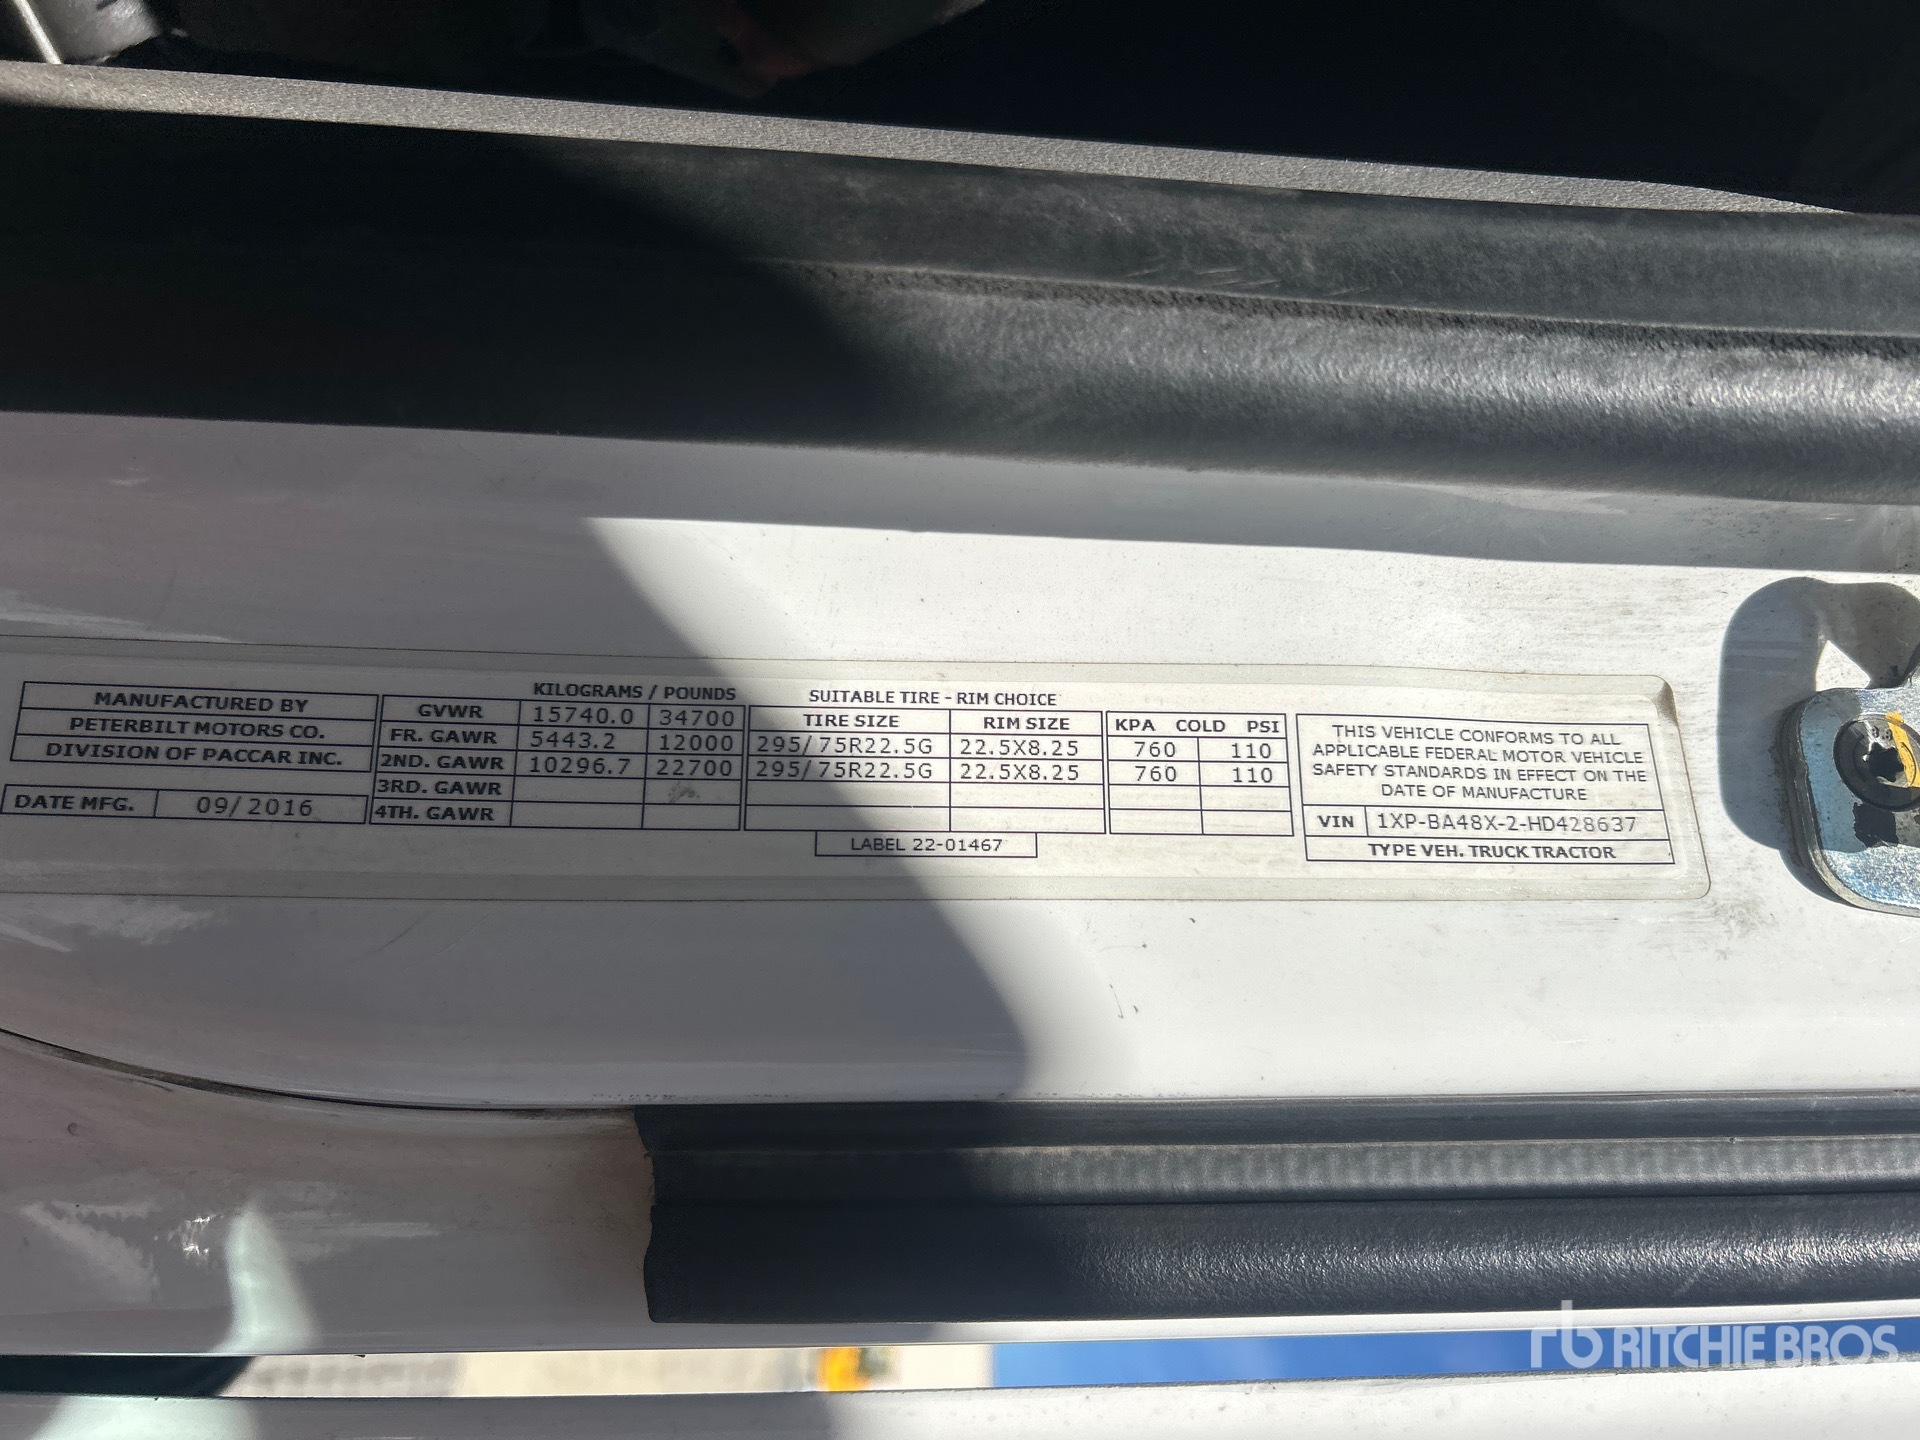 MANUFACTURED BY
PETERBILT MOTORS CO.
DIVISION OF PACCAR INC.
DATE MFG. 09/2016
KILOGRAMS / POUNDS
GVWR 15740.0 34700
FR. GAWR 5443.2 12000
2ND. GAWR 10296.7 22700
3RD. GAWR
4TH. GAWR
SUITABLE TIRE - RIM CHOICE
TIRE SIZE RIM SIZE
295/75R22.5G 22.5X8.25
295/75R22.5G 22.5X8.25
KPA COLD PSI
760 110
760 110
LABEL 22-01467
THIS VEHICLE CONFORMS TO ALL
APPLICABLE FEDERAL MOTOR VEHICLE
SAFETY STANDARDS IN EFFECT ON THE
DATE OF MANUFACTURE
VIN 1XP-BA48X-2-HD428637
TYPE VEH. TRUCK TRACTOR
rb RITCHIE BROS